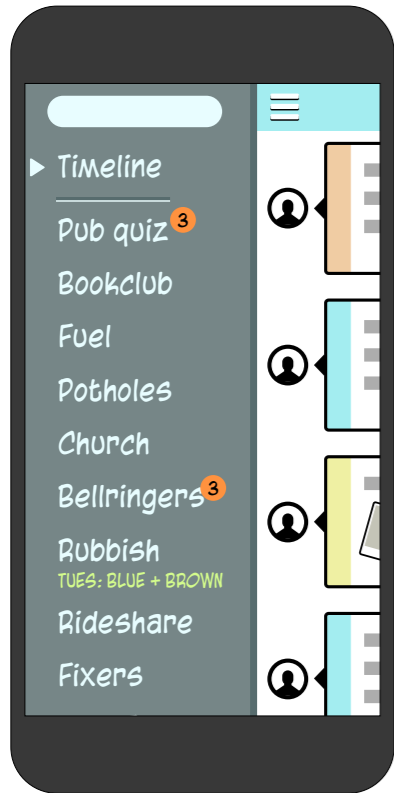 Timeline
Pub quiz 3
Bookclub
Fuel
Potholes
Church
Bellringers 3
Rubbish
TUES: BLUE + BROWN
Rideshare
Fixers